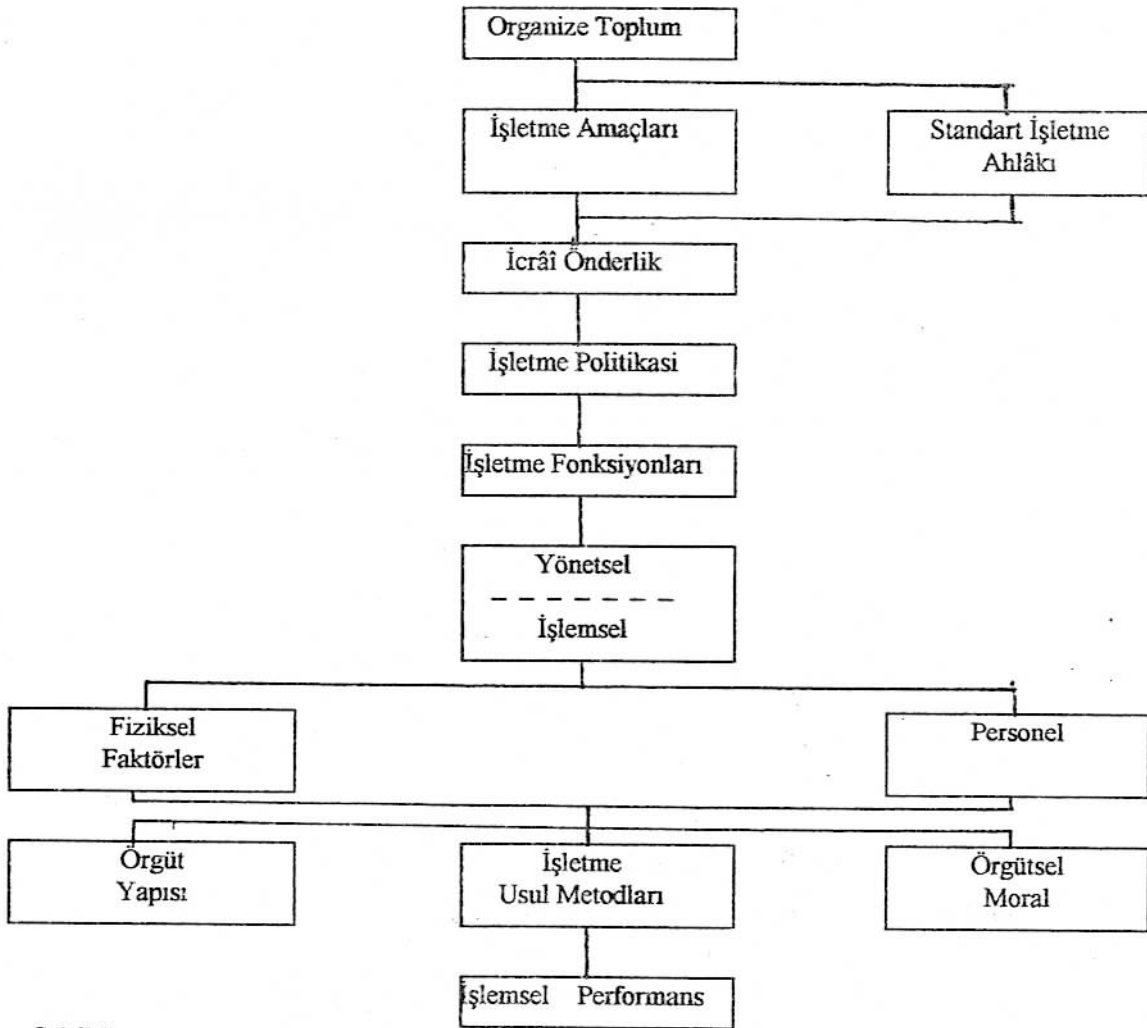 Organize Toplum
İşletme Amaçları
Standart İşletme
Ahlâkı
İcrâî Önderlik
İşletme Politikasi
İşletme Fonksiyonları
Yönetsel
İşlemsel
Fiziksel
Faktörler
Personel
Örgüt
Yapısı
İşletme
Usul Metodları
Örgütsel
Moral
İşlemsel Performans